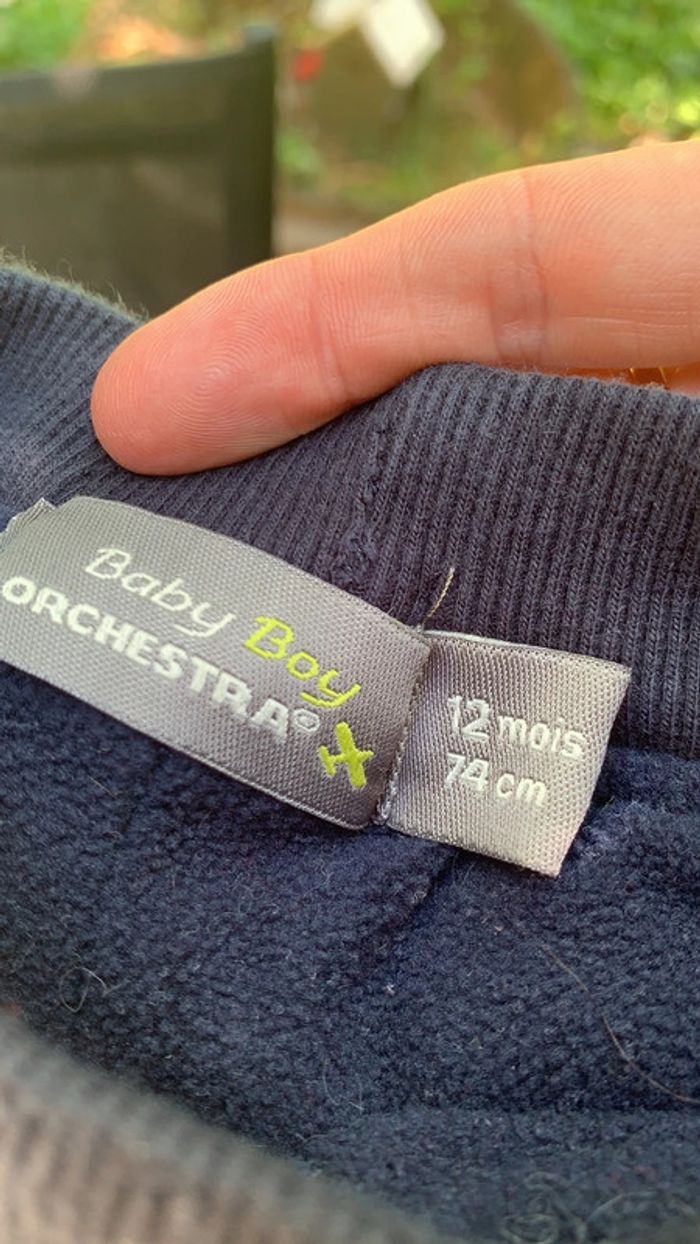 Baby Boy
ORCHESTRA©
12 mois
74 cm